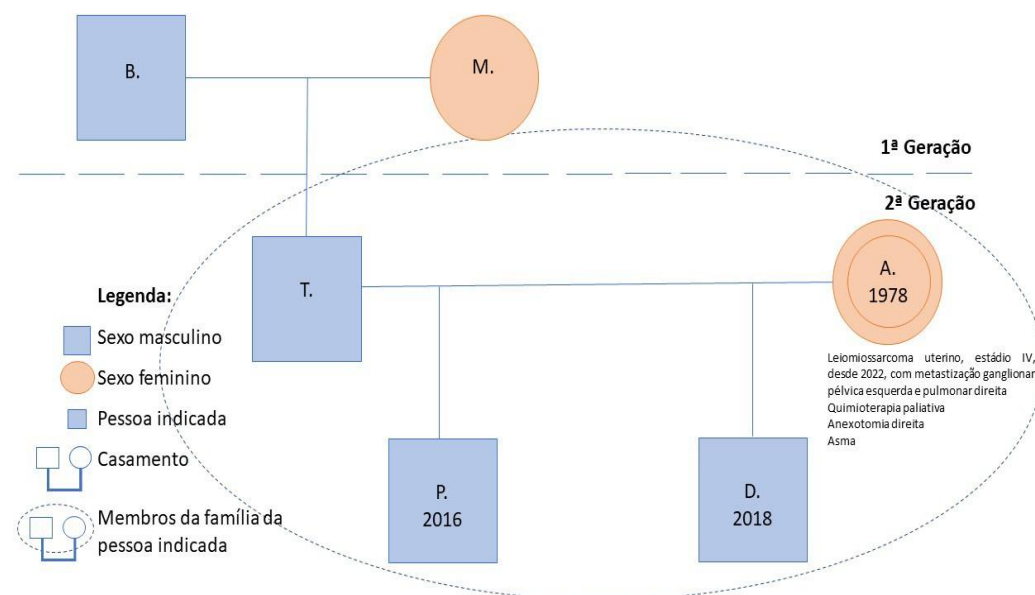 B.
M.
1ª Geração
2ª Geração
T.
A.
1978
Legenda:
Sexo masculino
Sexo feminino
Pessoa indicada
Casamento
Membros da família da
pessoa indicada
Leiomiossarcoma uterino, estádio IV,
desde 2022, com metastização ganglionar
pélvica esquerda e pulmonar direita
Quimioterapia paliativa
Anexotomia direita
Asma
P.
2016
D.
2018